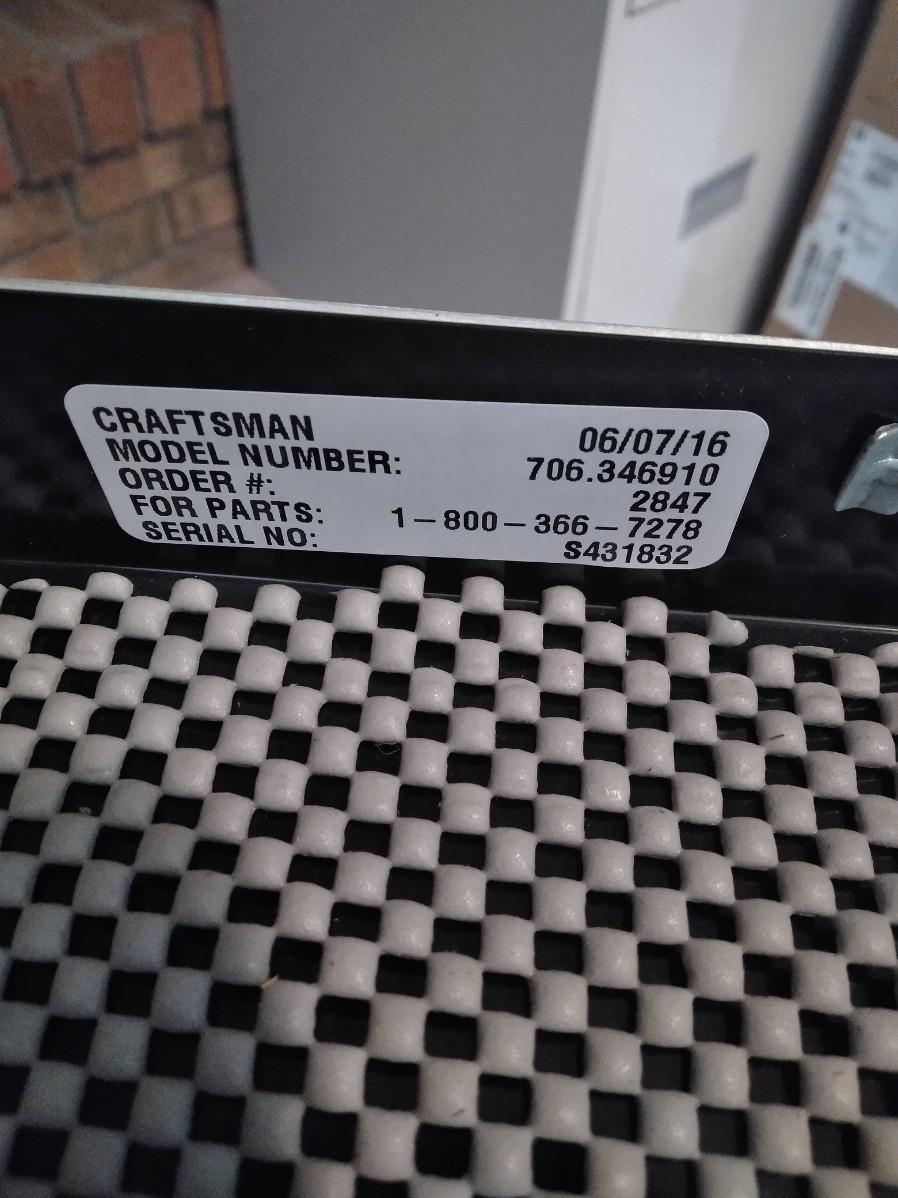 CRAFTSMAN 06/07/16
MODEL NUMBER: 706.346910
ORDER #: 2847
FOR PARTS: 1-800-366-7278
SERIAL NO: S431832